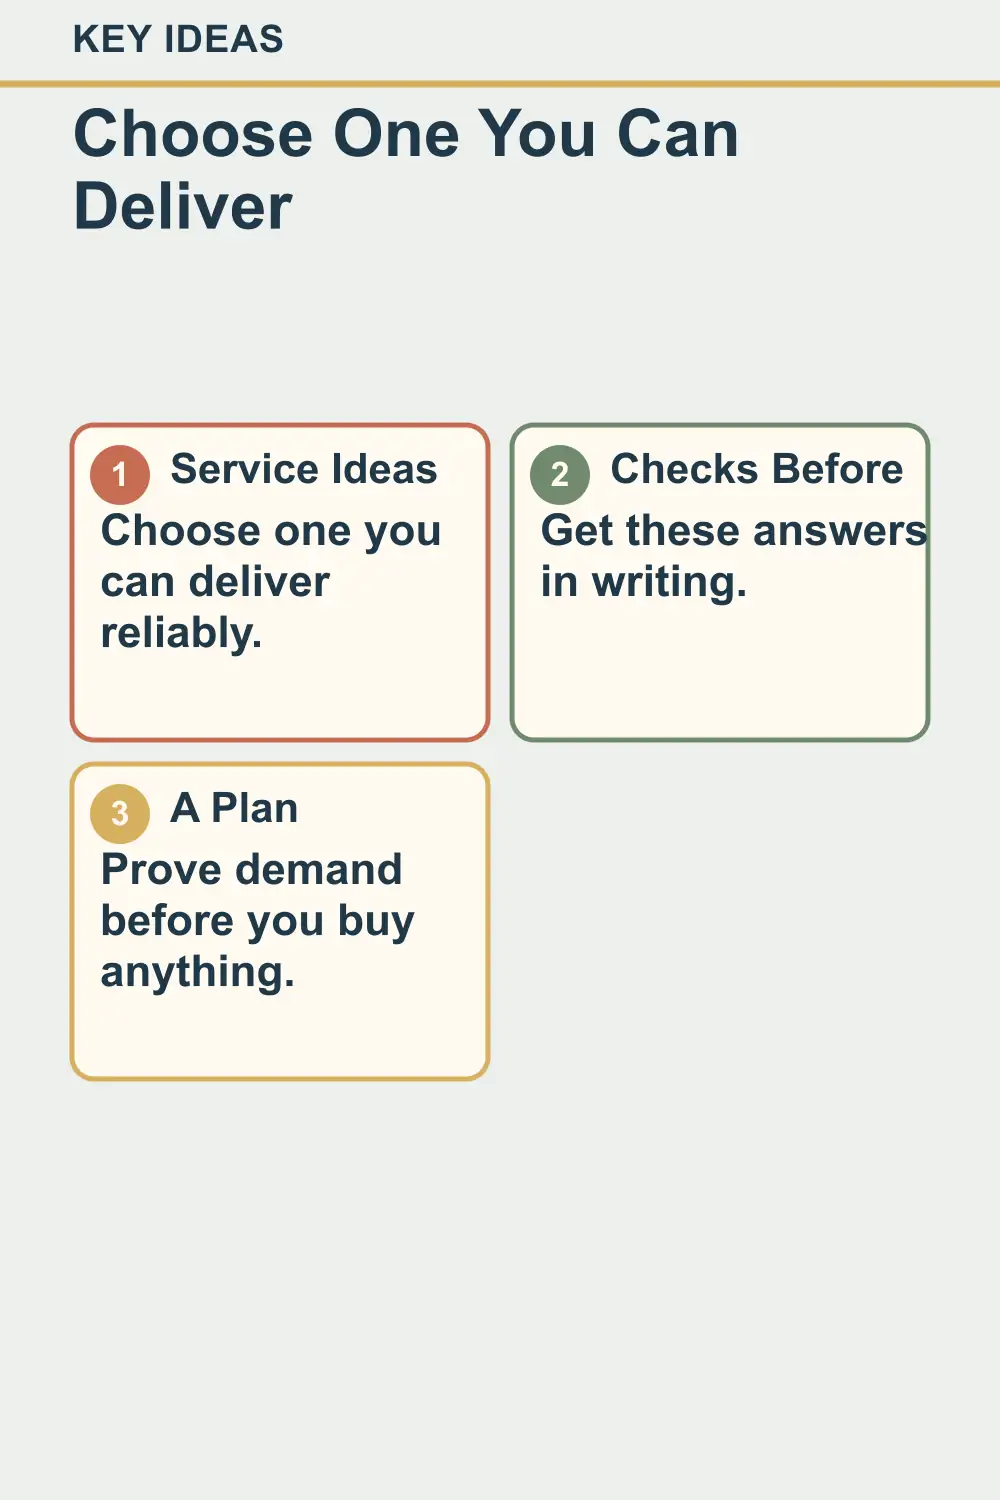 KEY IDEAS
Choose One You Can
Deliver
1 Service Ideas
Choose one you
can deliver
reliably.
2 Checks Before
Get these answers
in writing.
3 A Plan
Prove demand
before you buy
anything.